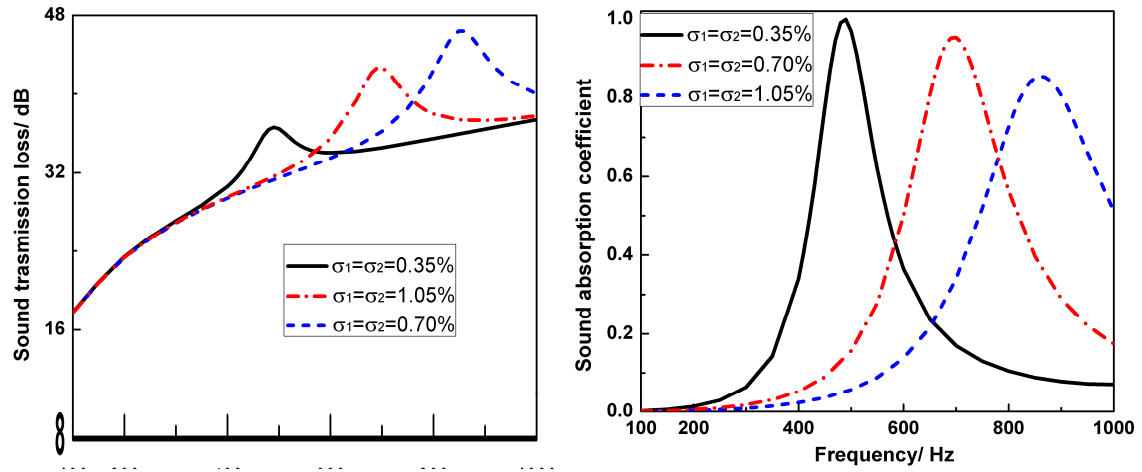 48
32
16
Sound trasmission loss/ dB
σ1=σ2=0.35%
σ1=σ2=1.05%
σ1=σ2=0.70%
1.0
0.8
0.6
0.4
0.2
0.0
Sound absorption coefficient
σ1=σ2=0.35%
σ1=σ2=0.70%
σ1=σ2=1.05%
100 200 400 600 800 1000
Frequency/ Hz